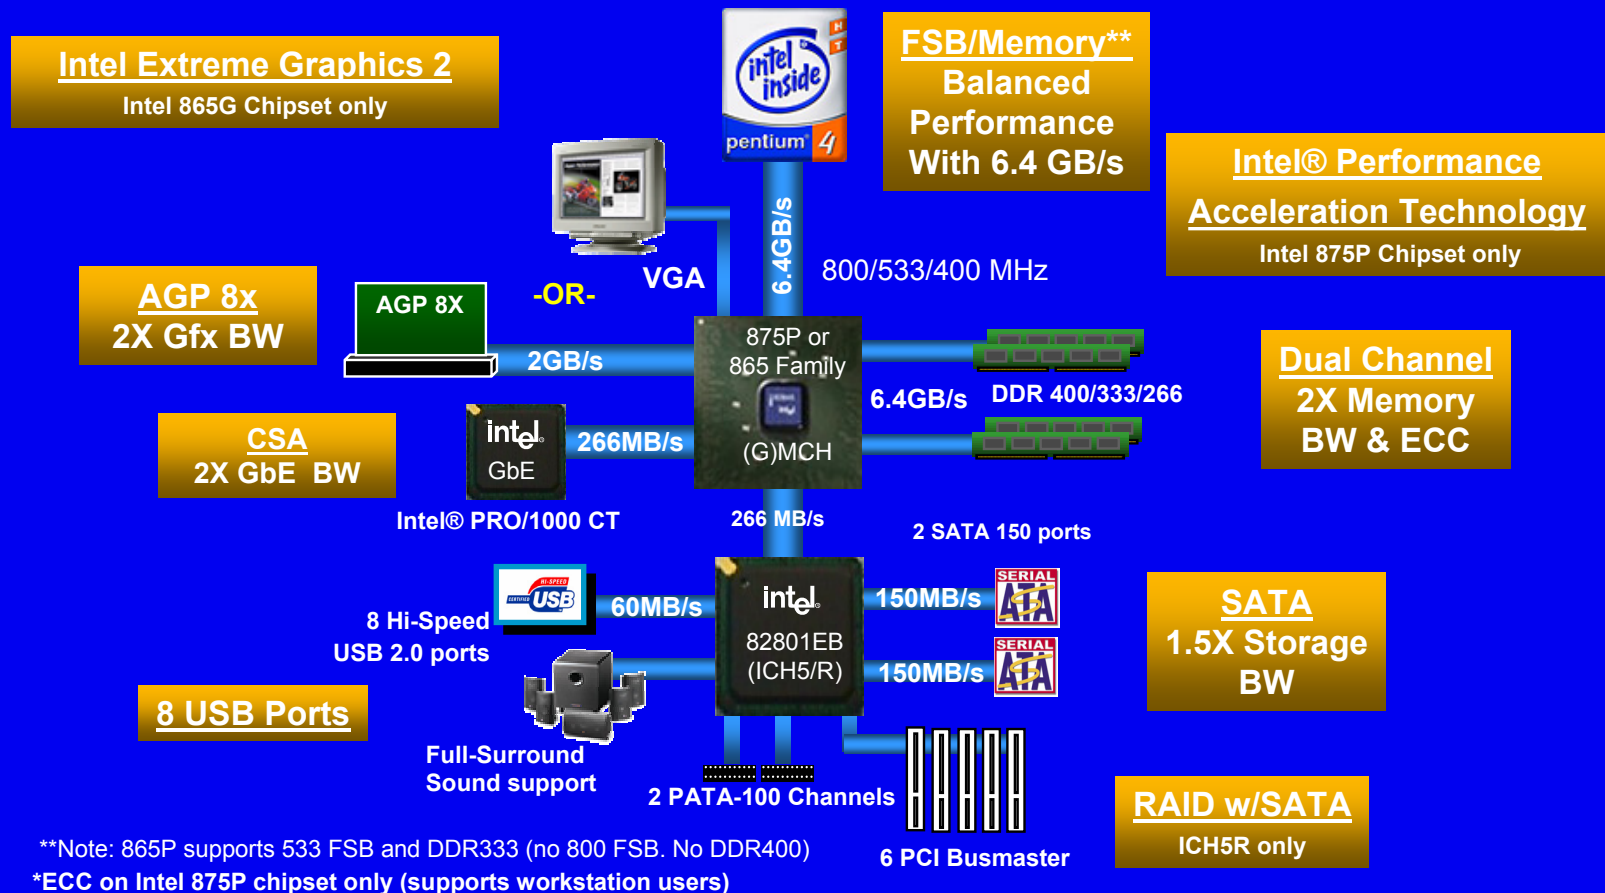 Intel Extreme Graphics 2
Intel 865G Chipset only
intel
inside
HT
pentium® 4
FSB/Memory**
Balanced
Performance
With 6.4 GB/s
Intel® Performance
Acceleration Technology
Intel 875P Chipset only
AGP 8x
2X Gfx BW
AGP 8X
-OR-
VGA
6.4GB/s
800/533/400 MHz
2GB/s
875P or
865 Family
(G)MCH
6.4GB/s
DDR 400/333/266
Dual Channel
2X Memory
BW & ECC
CSA
2X GbE BW
intel®
GbE
266MB/s
Intel® PRO/1000 CT
266 MB/s
2 SATA 150 ports
HI-SPEED
CERTIFIED
USB
60MB/s
8 Hi-Speed
USB 2.0 ports
intel®
82801EB
(ICH5/R)
150MB/s
SERIAL
ATA
150MB/s
SERIAL
ATA
SATA
1.5X Storage
BW
8 USB Ports
Full-Surround
Sound support
2 PATA-100 Channels
6 PCI Busmaster
RAID w/SATA
ICH5R only
**Note: 865P supports 533 FSB and DDR333 (no 800 FSB. No DDR400)
*ECC on Intel 875P chipset only (supports workstation users)